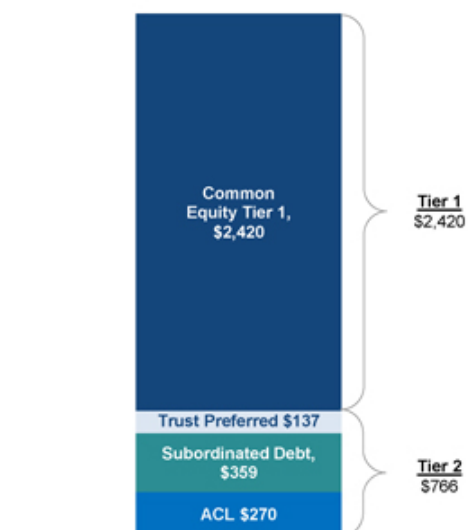 Common
Equity Tier 1,
$2,420
Tier 1
$2,420
Trust Preferred $137
Subordinated Debt,
$359
Tier 2
$766
ACL $270